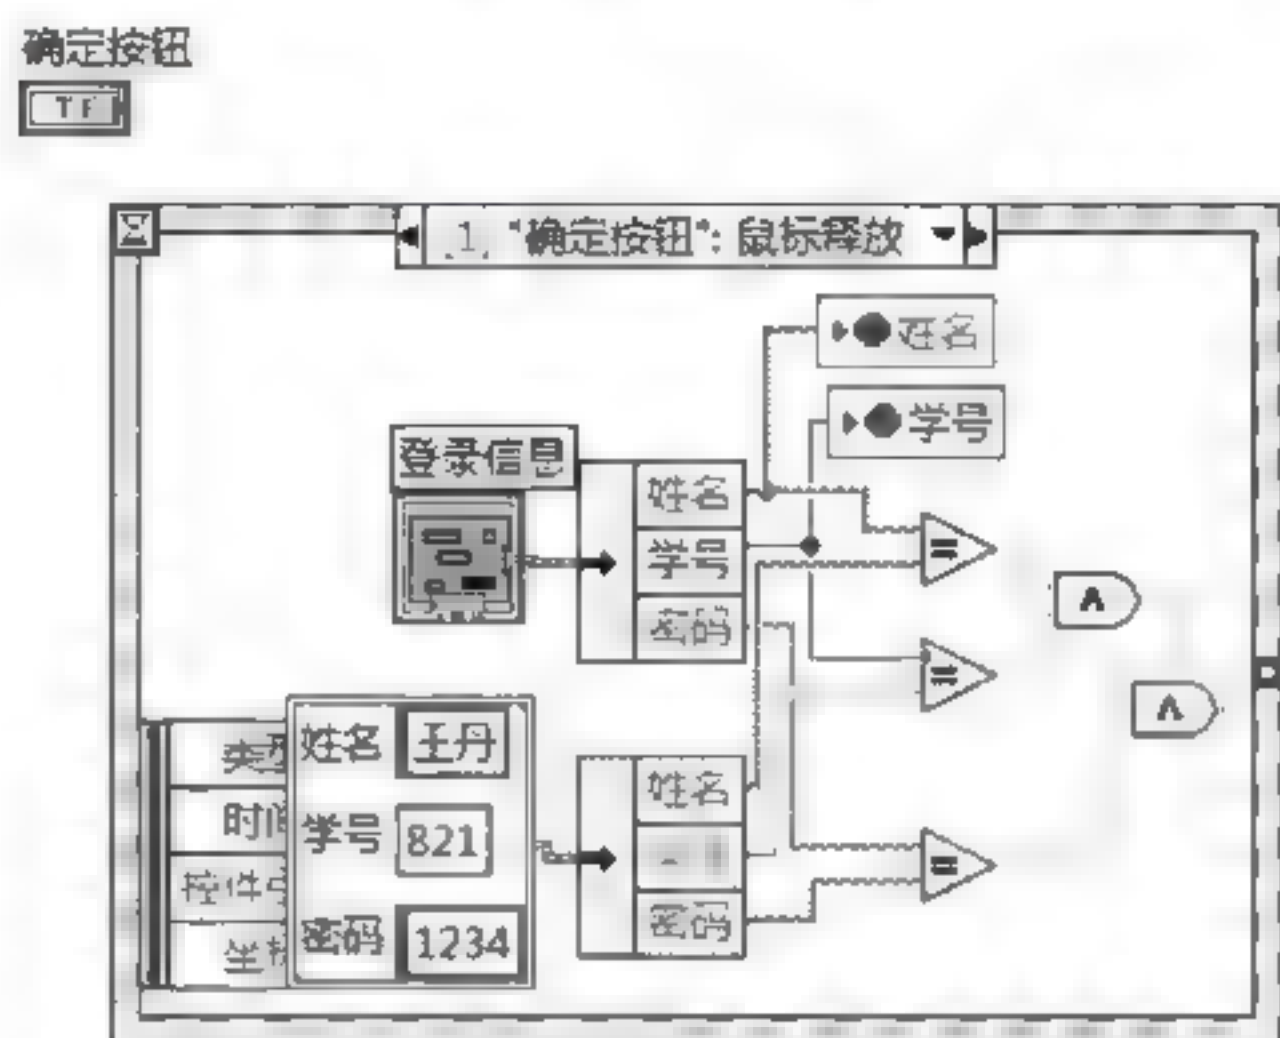 确定按钮
TF
1. "确定按钮": 鼠标释放
姓名
学号
登录信息
姓名
学号
密码
=
=
∧
∧
姓名 王丹
时间
学号 821
密码 1234
姓名
密码
=